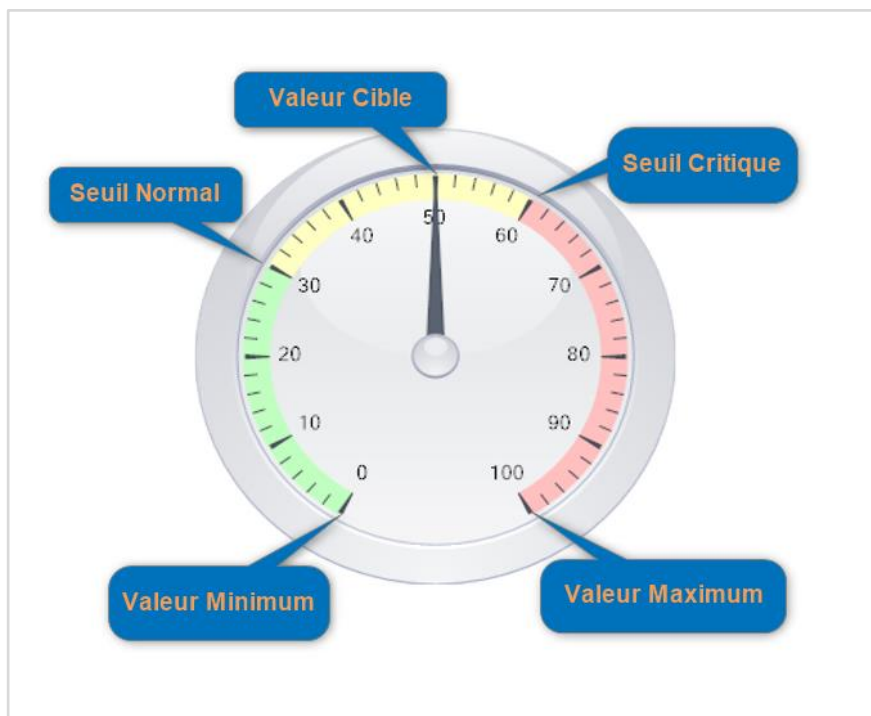 Valeur Cible
Seuil Critique
Seuil Normal
50
40
60
30
70
20
80
10
90
0
100
Valeur Minimum
Valeur Maximum